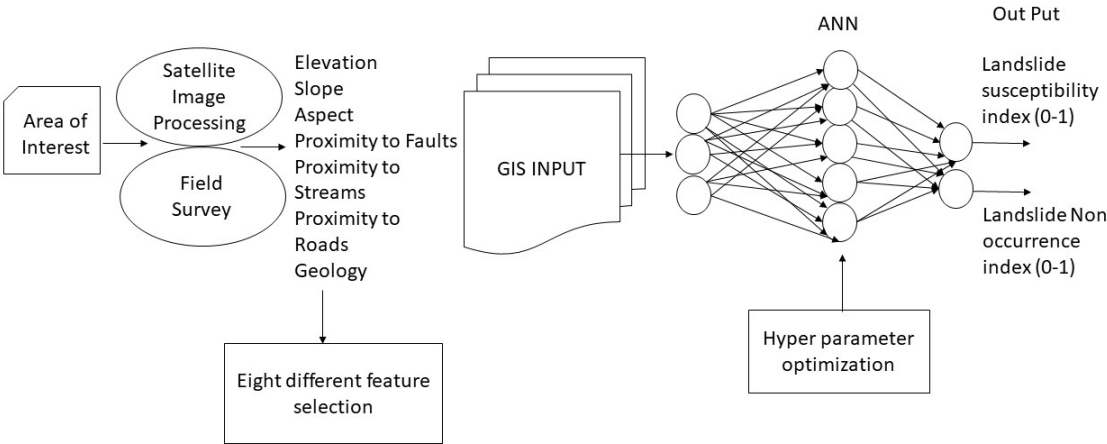 Area of
Interest
Satellite
Image
Processing
Field
Survey
Elevation
Slope
Aspect
Proximity to Faults
Proximity to
Streams
Proximity to
Roads
Geology
Eight different feature
selection
GIS INPUT
ANN
Hyper parameter
optimization
Out Put
Landslide
susceptibility
index (0-1)
Landslide Non
occurrence
index (0-1)